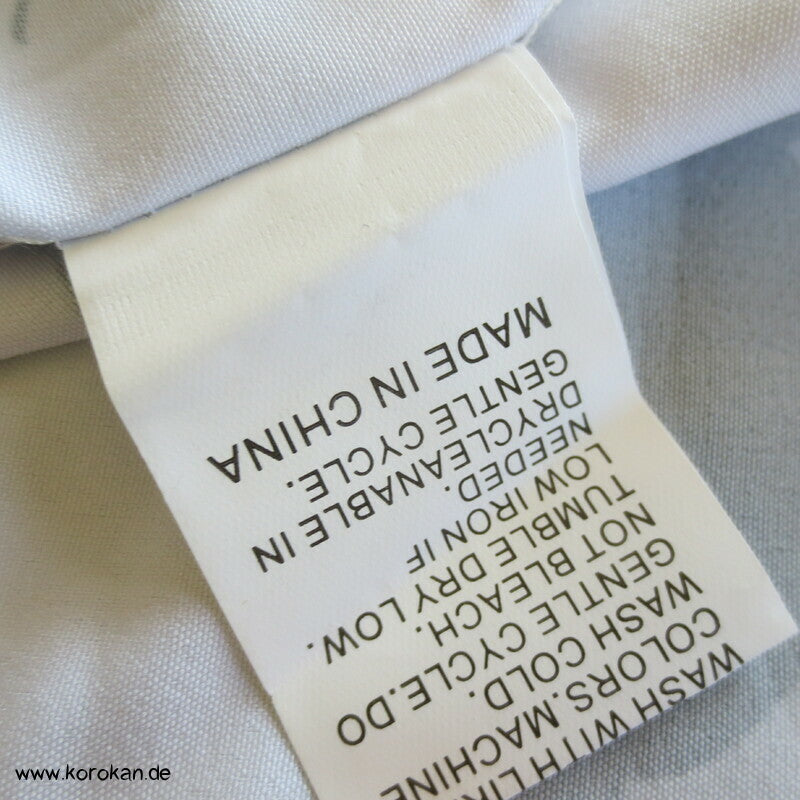 WASH WITH LIKE
COLORS. MACHINE
WASH COLD.
GENTLE CYCLE.DO
NOT BLEACH.
TUMBLE DRY LOW.
LOW IRON IF
NEEDED.
DRYCLEANABLE IN
GENTLE CYCLE.
MADE IN CHINA
www.korokan.de